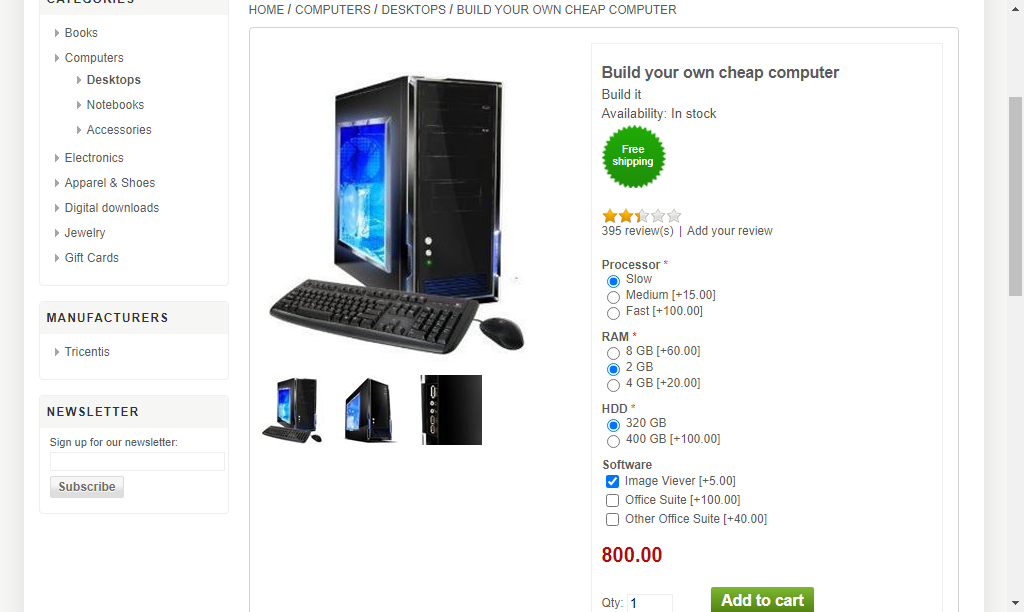 CATEGORIES
Books
Computers
Desktops
Notebooks
Accessories
Electronics
Apparel & Shoes
Digital downloads
Jewelry
Gift Cards
MANUFACTURERS
Tricentis
NEWSLETTER
Sign up for our newsletter:
Subscribe
HOME / COMPUTERS / DESKTOPS / BUILD YOUR OWN CHEAP COMPUTER
Build your own cheap computer
Build it
Availability: In stock
Free
shipping
395 review(s) | Add your review
Processor *
Slow
Medium [+15.00]
Fast [+100.00]
RAM *
8 GB [+60.00]
2 GB
4 GB [+20.00]
HDD *
320 GB
400 GB [+100.00]
Software
Image Viever [+5.00]
Office Suite [+100.00]
Other Office Suite [+40.00]
800.00
Qty: 1
Add to cart